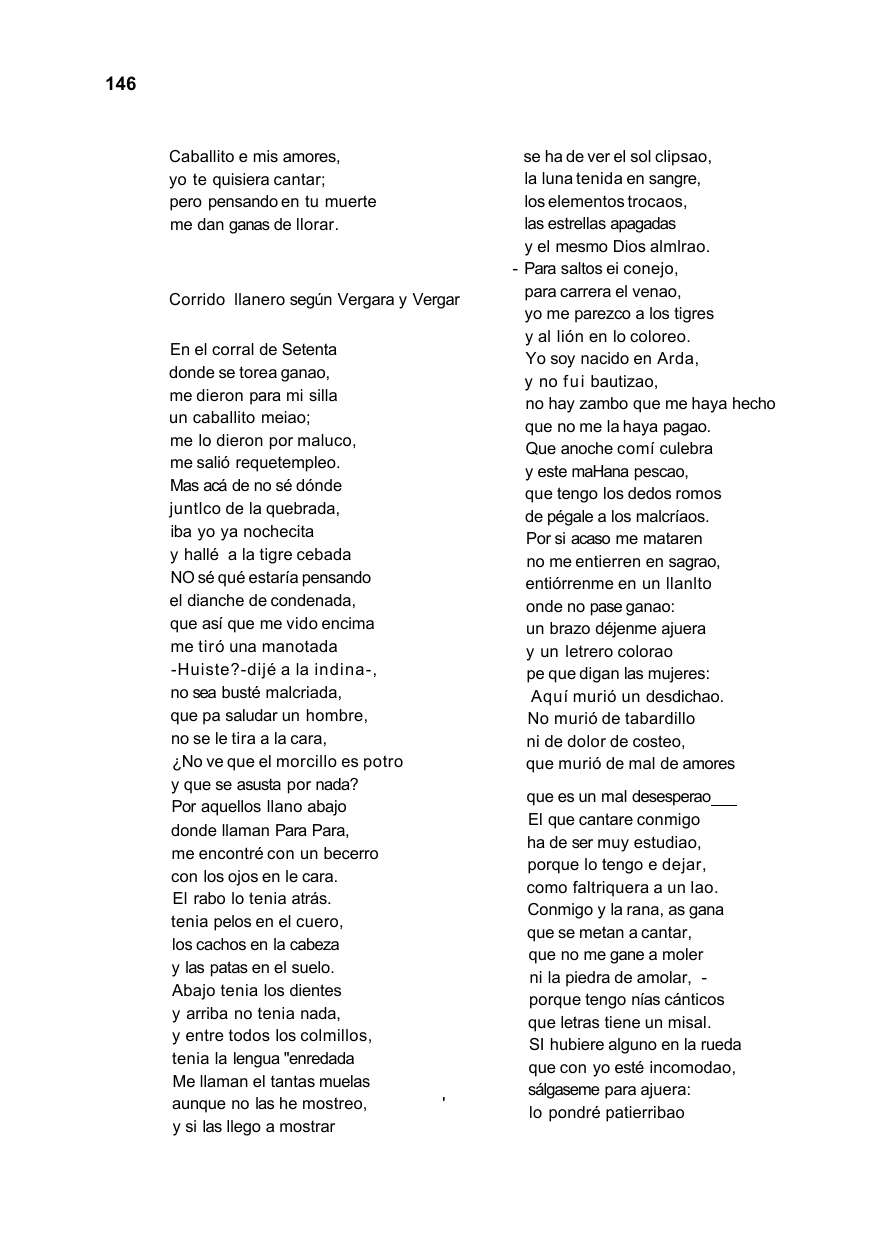 146
Caballito e mis amores,
yo te quisiera cantar;
pero pensando en tu muerte
me dan ganas de llorar.
Corrido llanero según Vergara y Vergar
En el corral de Setenta
donde se torea ganao,
me dieron para mi silla
un caballito meiao;
me lo dieron por maluco,
me salió requetempleo.
Mas acá de no sé dónde
juntlco de la quebrada,
iba yo ya nochecita
y hallé a la tigre cebada
NO sé qué estaría pensando
el dianche de condenada,
que así que me vido encima
me tiró una manotada
-Huiste?-dijé a la indina-,
no sea busté malcriada,
que pa saludar un hombre,
no se le tira a la cara,
¿No ve que el morcillo es potro
y que se asusta por nada?
Por aquellos llano abajo
donde llaman Para Para,
me encontré con un becerro
con los ojos en le cara.
El rabo lo tenia atrás.
tenia pelos en el cuero,
los cachos en la cabeza
y las patas en el suelo.
Abajo tenia los dientes
y arriba no tenia nada,
y entre todos los colmillos,
tenia la lengua "enredada
Me llaman el tantas muelas
aunque no las he mostreo, '
y si las llego a mostrar
se ha de ver el sol clipsao,
la luna tenida en sangre,
los elementos trocaos,
las estrellas apagadas
y el mesmo Dios almlrao.
- Para saltos ei conejo,
para carrera el venao,
yo me parezco a los tigres
y al lión en lo coloreo.
Yo soy nacido en Arda,
y no fui bautizao,
no hay zambo que me haya hecho
que no me la haya pagao.
Que anoche comí culebra
y este maHana pescao,
que tengo los dedos romos
de pégale a los malcríaos.
Por si acaso me mataren
no me entierren en sagrao,
entiórrenme en un llanlto
onde no pase ganao:
un brazo déjenme ajuera
y un letrero colorao
pe que digan las mujeres:
Aquí murió un desdichao.
No murió de tabardillo
ni de dolor de costeo,
que murió de mal de amores
que es un mal desesperao___
El que cantare conmigo
ha de ser muy estudiao,
porque lo tengo e dejar,
como faltriquera a un lao.
Conmigo y la rana, as gana
que se metan a cantar,
que no me gane a moler
ni la piedra de amolar, -
porque tengo nías cánticos
que letras tiene un misal.
SI hubiere alguno en la rueda
que con yo esté incomodao,
sálgaseme para ajuera:
lo pondré patierribao